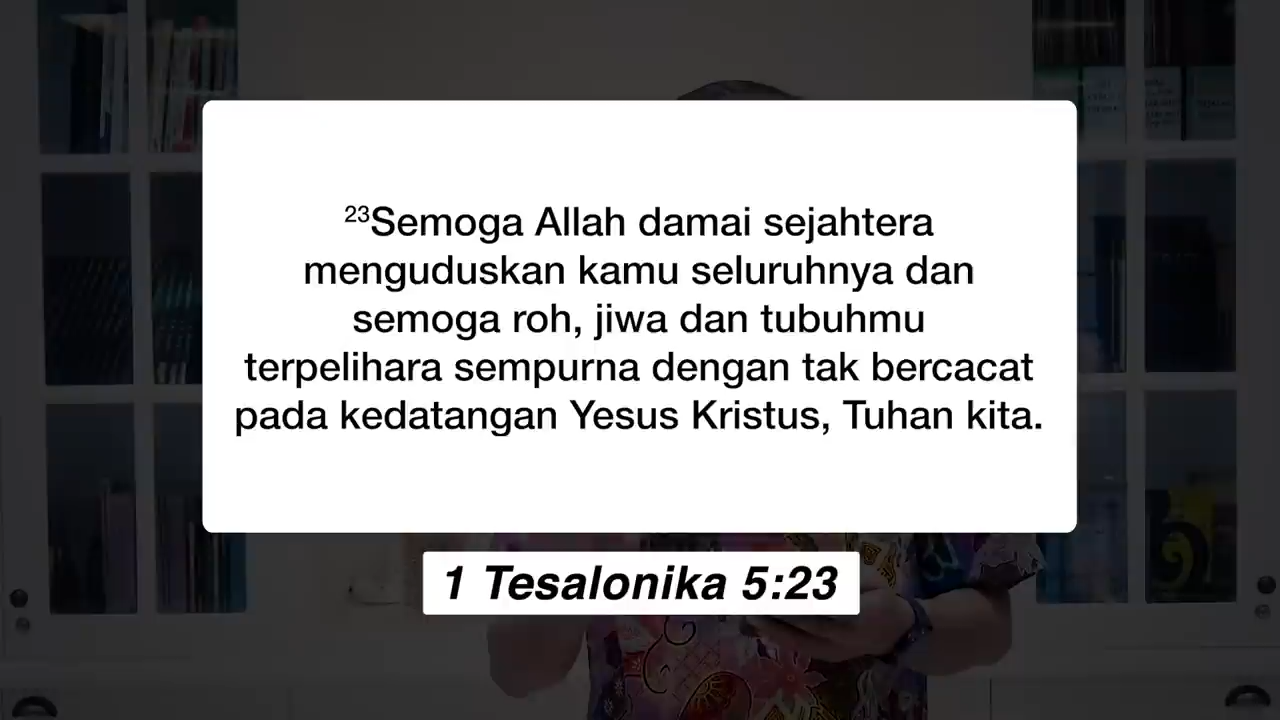 ²³Semoga Allah damai sejahtera
menguduskan kamu seluruhnya dan
semoga roh, jiwa dan tubuhmu
terpelihara sempurna dengan tak bercacat
pada kedatangan Yesus Kristus, Tuhan kita.
1 Tesalonika 5:23